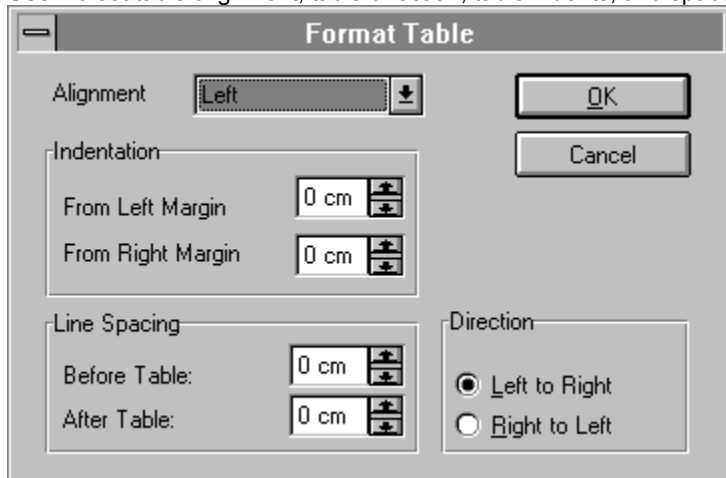 Format Table
Alignment Left
OK
Cancel
Indentation
From Left Margin 0 cm
From Right Margin 0 cm
Line Spacing
Before Table: 0 cm
After Table: 0 cm
Direction
Left to Right
Right to Left